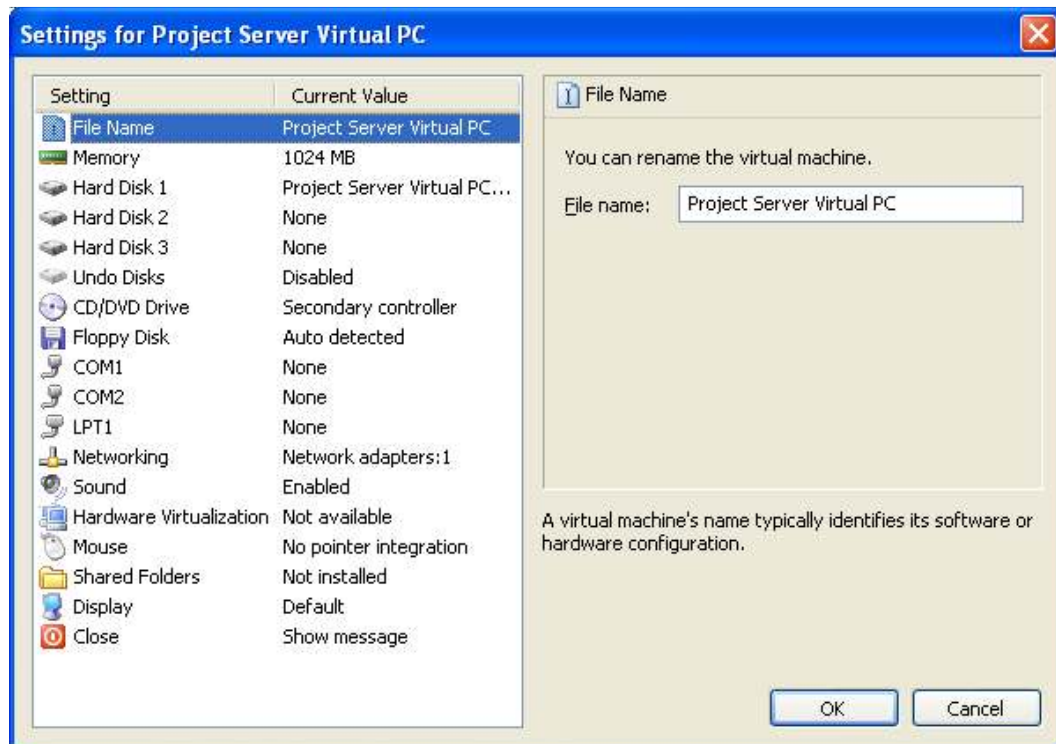 Settings for Project Server Virtual PC
Setting Current Value
File Name Project Server Virtual PC
Memory 1024 MB
Hard Disk 1 Project Server Virtual PC...
Hard Disk 2 None
Hard Disk 3 None
Undo Disks Disabled
CD/DVD Drive Secondary controller
Floppy Disk Auto detected
COM1 None
COM2 None
LPT1 None
Networking Network adapters:1
Sound Enabled
Hardware Virtualization Not available
Mouse No pointer integration
Shared Folders Not installed
Display Default
Close Show message
File Name
You can rename the virtual machine.
File name: Project Server Virtual PC
A virtual machine's name typically identifies its software or
hardware configuration.
OK Cancel